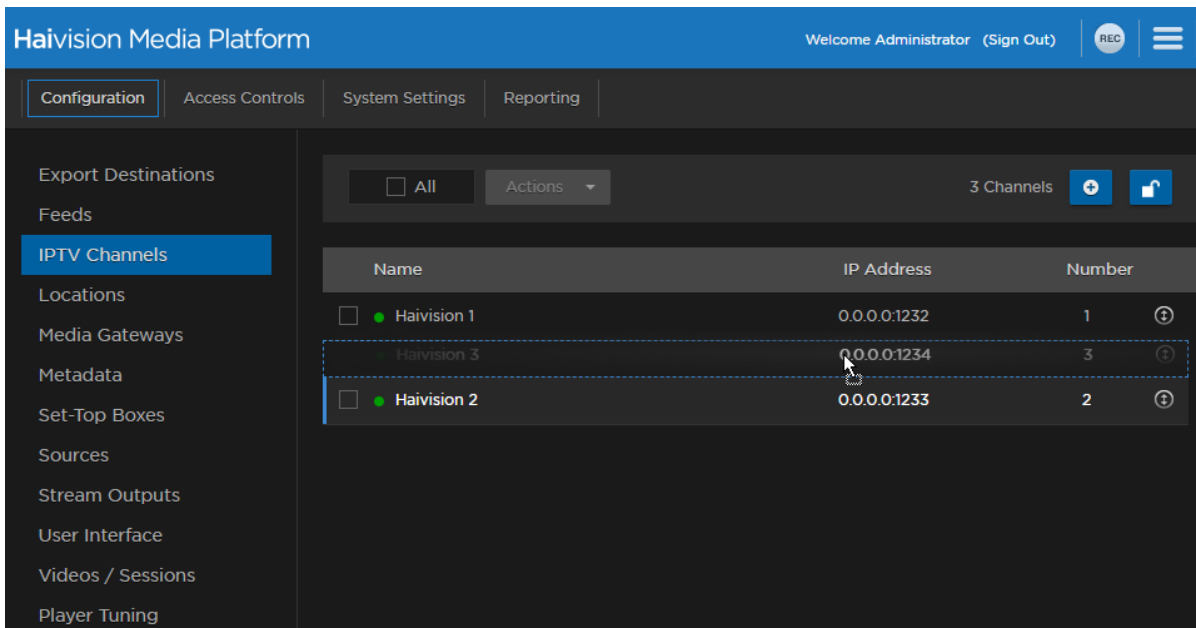 Haivision Media Platform
Welcome Administrator (Sign Out)
REC
Configuration Access Controls System Settings Reporting
Export Destinations
Feeds
IPTV Channels
Locations
Media Gateways
Metadata
Set-Top Boxes
Sources
Stream Outputs
User Interface
Videos / Sessions
Player Tuning
All Actions 3 Channels
Name IP Address Number
Haivision 1 0.0.0.0:1232 1
Haivision 3 0.0.0.0:1234 3
Haivision 2 0.0.0.0:1233 2